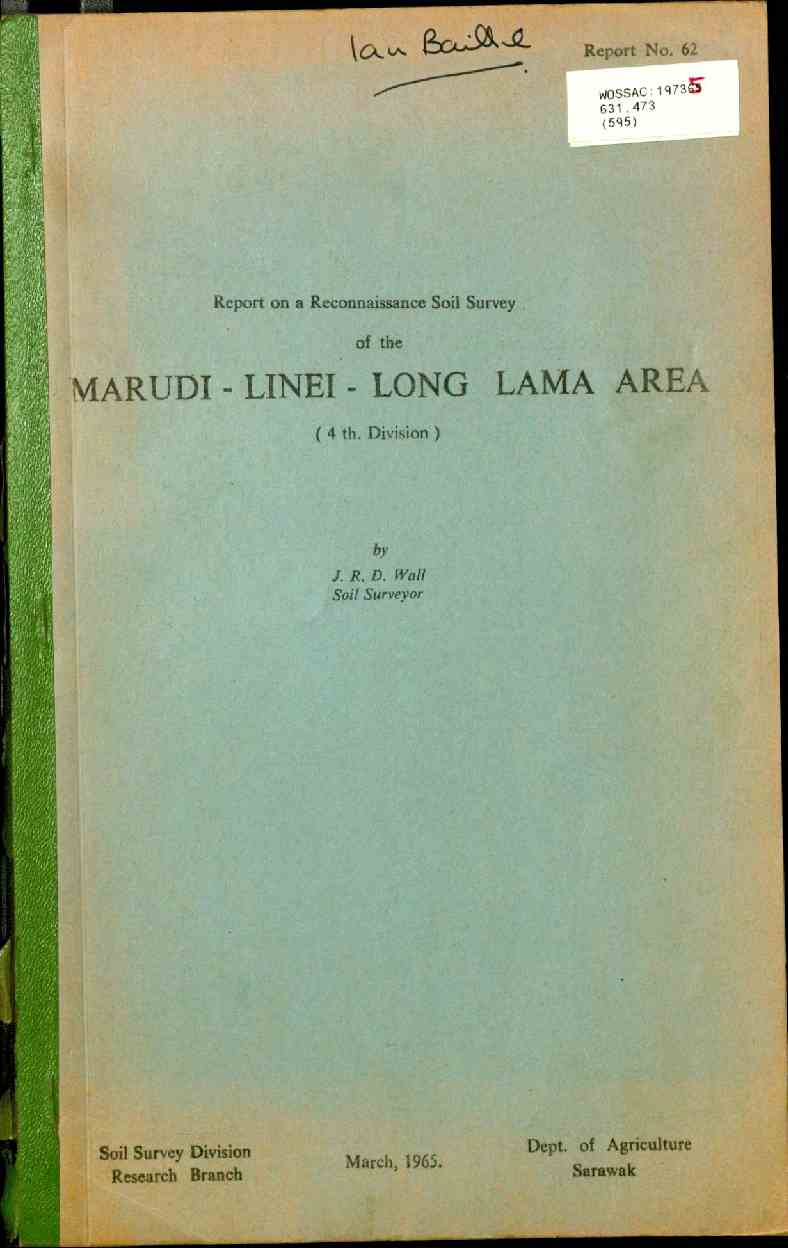 Ian Baillie
Report No. 62
WOSSAC: 19735
631.473
(595)
Report on a Reconnaissance Soil Survey
of the
MARUDI - LINEI - LONG LAMA AREA
( 4 th. Division )
by
J. R. D. Wall
Soil Surveyor
Soil Survey Division
Research Branch
March, 1965.
Dept. of Agriculture
Sarawak